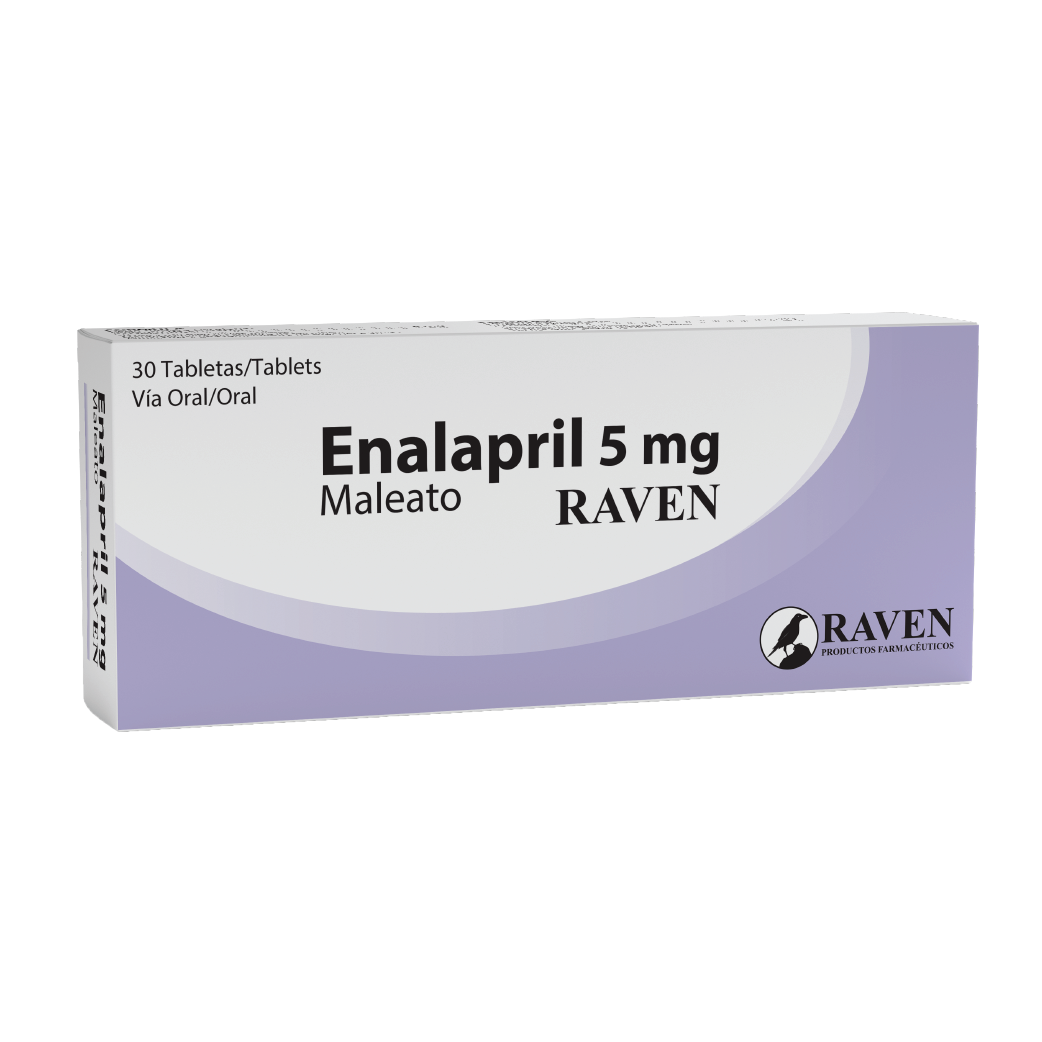 30 Tabletas/Tablets
Vía Oral/Oral
Enalapril 5 mg
Maleato RAVEN
RAVEN
PRODUCTOS FARMACÉUTICOS
Enalapril 5 mg
Maleato RAVEN